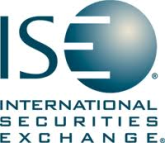 ISE
INTERNATIONAL
SECURITIES
EXCHANGE®